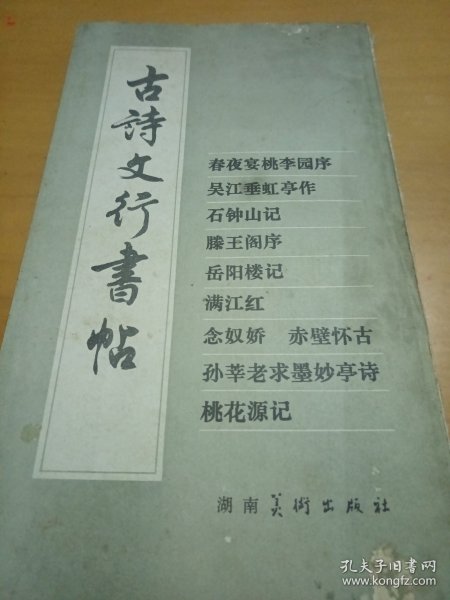 古詩文行書帖
春夜宴桃李园序
吴江垂虹亭作
石钟山记
滕王阁序
岳阳楼记
满江红
念奴娇 赤壁怀古
孙莘老求墨妙亭诗
桃花源记
湖南美術出版社
孔夫子旧书网
www.kongfz.com